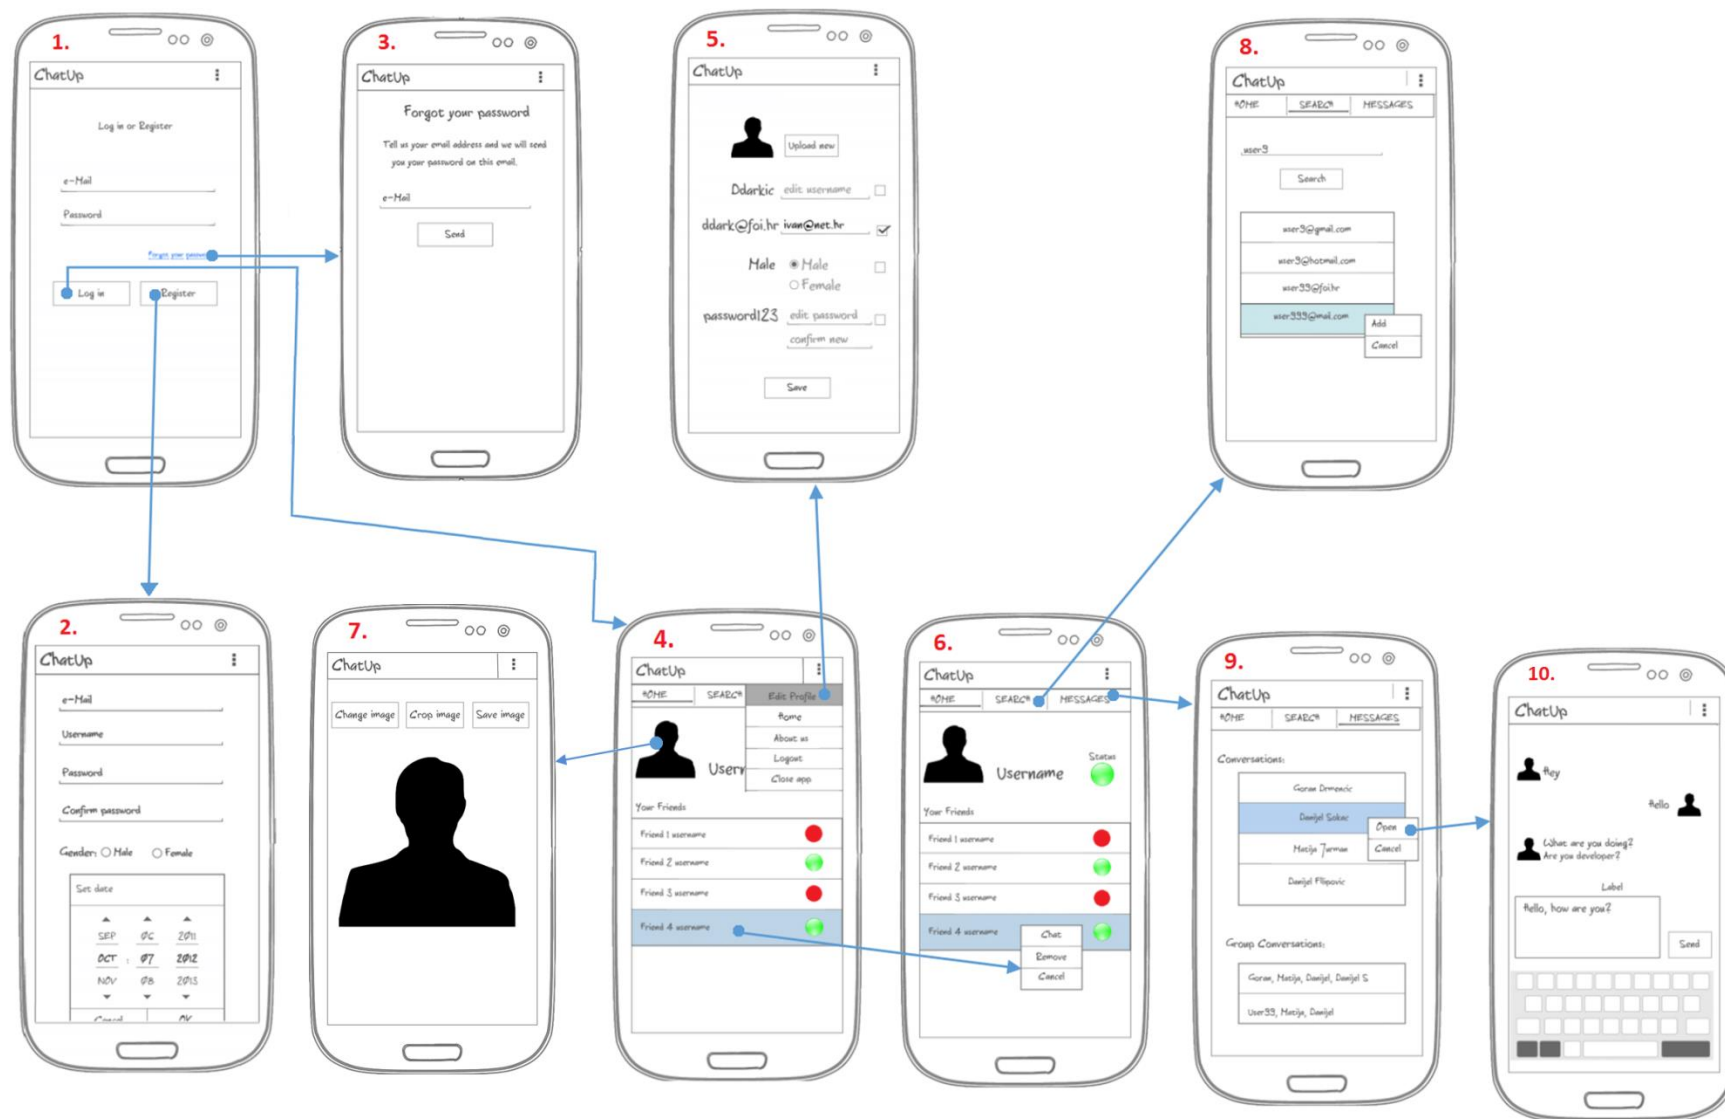 1.
ChatUp
Log in or Register
e-Mail
Password
Forgot your password
Log in
Register
3.
ChatUp
Forgot your password
Tell us your email address and we will send
you your password on this email.
e-Mail
Send
5.
ChatUp
Upload new
Ddarkic edit username
ddark@foi.hr ivan@net.hr
Male Male
Female
password123 edit password
confirm new
Save
8.
ChatUp
HOME SEARCH MESSAGES
user9
Search
user9@gmail.com
user9@hotmail.com
user99@foi.hr
user999@mail.com
Add
Cancel
2.
ChatUp
e-Mail
Username
Password
Confirm password
Gender: Male Female
Set date
SEP 06 2011
OCT : 07 2012
NOV 08 2013
Cancel OK
7.
ChatUp
Change image Crop image Save image
4.
ChatUp
HOME SEARCH
Edit Profile
Home
About us
Logout
Close app
Usern
Your Friends
Friend 1 username
Friend 2 username
Friend 3 username
Friend 4 username
6.
ChatUp
HOME SEARCH MESSAGES
Status
Username
Your Friends
Friend 1 username
Friend 2 username
Friend 3 username
Friend 4 username
Chat
Remove
Cancel
9.
ChatUp
HOME SEARCH MESSAGES
Conversations:
Goran Drmencic
Danijel Sokac
Matija Jurman
Danijel Filipovic
Open
Cancel
Group Conversations:
Goran, Matija, Danijel, Danijel S
User99, Matija, Danijel
10.
ChatUp
Hey
Hello
What are you doing?
Are you developer?
Label
Hello, how are you?
Send